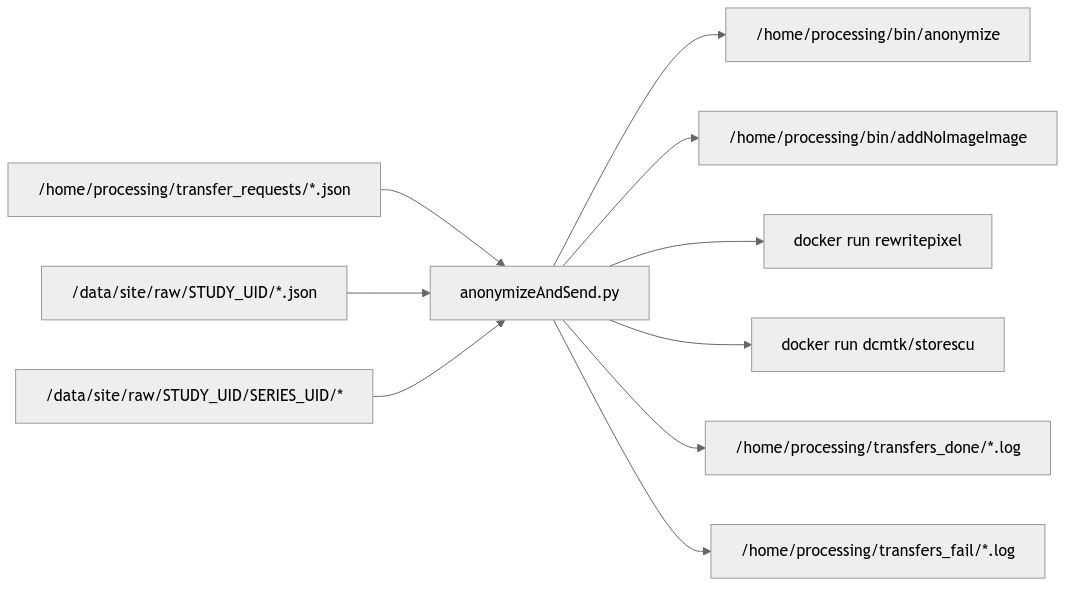 /home/processing/transfer_requests/*.json
/data/site/raw/STUDY_UID/*.json
/data/site/raw/STUDY_UID/SERIES_UID/*
anonymizeAndSend.py
/home/processing/bin/anonymize
/home/processing/bin/addNoImageImage
docker run rewritepixel
docker run dcmtk/storescu
/home/processing/transfers_done/*.log
/home/processing/transfers_fail/*.log